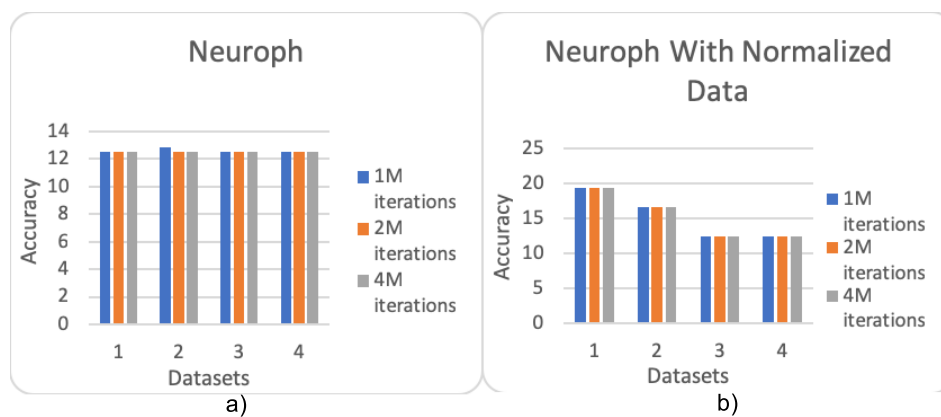 Neuroph
14
12
10
8
6
4
2
0
Accuracy
1 2 3 4
Datasets
1M
iterations
2M
iterations
4M
iterations
a)
Neuroph With Normalized
Data
25
20
15
10
5
0
Accuracy
1 2 3 4
Datasets
1M
iterations
2M
iterations
4M
iterations
b)